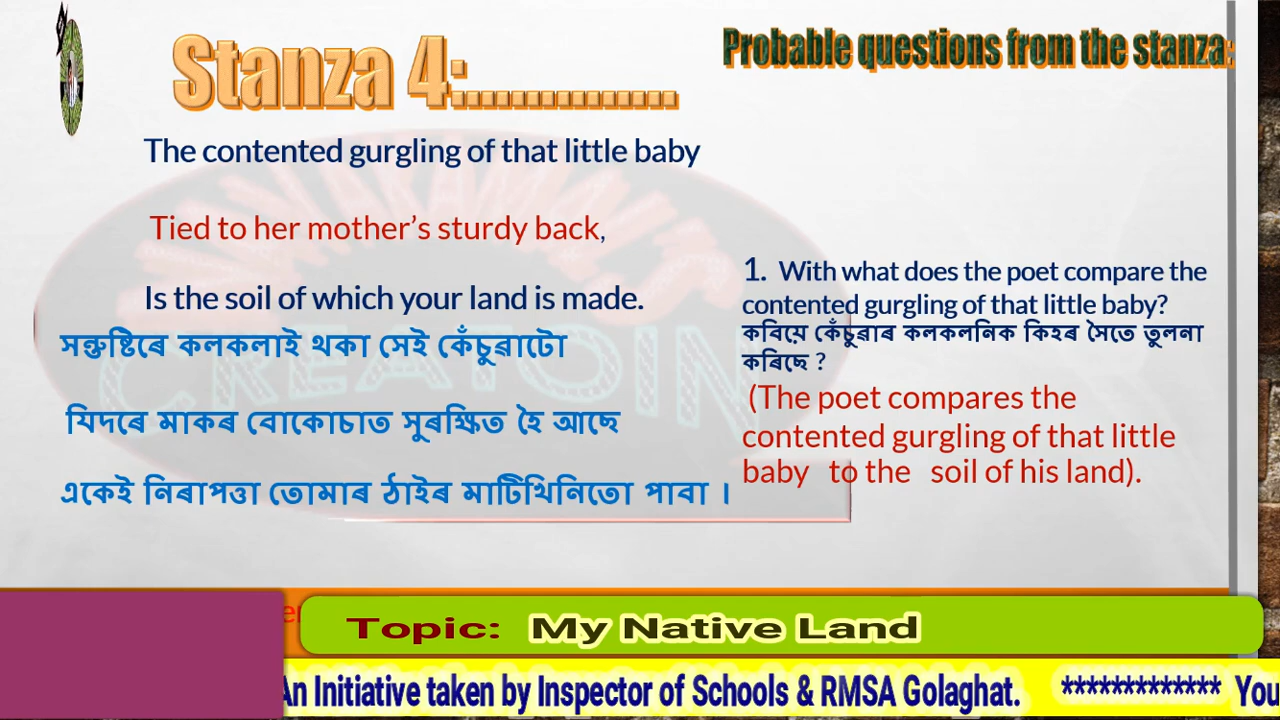 Stanza 4:...............
Probable questions from the stanza:
The contented gurgling of that little baby
Tied to her mother’s sturdy back,
Is the soil of which your land is made.
সন্তুষ্টিৰে কলকলাই থকা সেই কেঁচুৱাটো
যিদৰে মাকৰ বোকোচাত সুৰক্ষিত হৈ আছে
একেই নিৰাপত্তা তোমাৰ ঠাইৰ মাটিখিনিতো পাবা ।
1. With what does the poet compare the
contented gurgling of that little baby?
কবিয়ে কেঁচুৱাৰ কলকলনিক কিহৰ সৈতে তুলনা
কৰিছে ?
(The poet compares the
contented gurgling of that little
baby to the soil of his land).
Topic: My Native Land
An Initiative taken by Inspector of Schools & RMSA Golaghat. ************* You